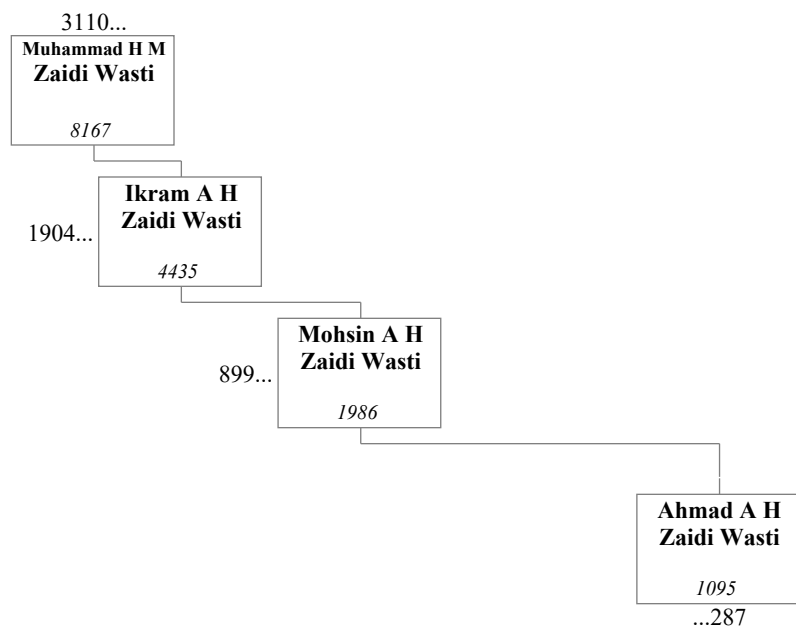 3110...
Muhammad H M
Zaidi Wasti
8167
Ikram A H
Zaidi Wasti
1904...
4435
Mohsin A H
Zaidi Wasti
899...
1986
Ahmad A H
Zaidi Wasti
1095
...287